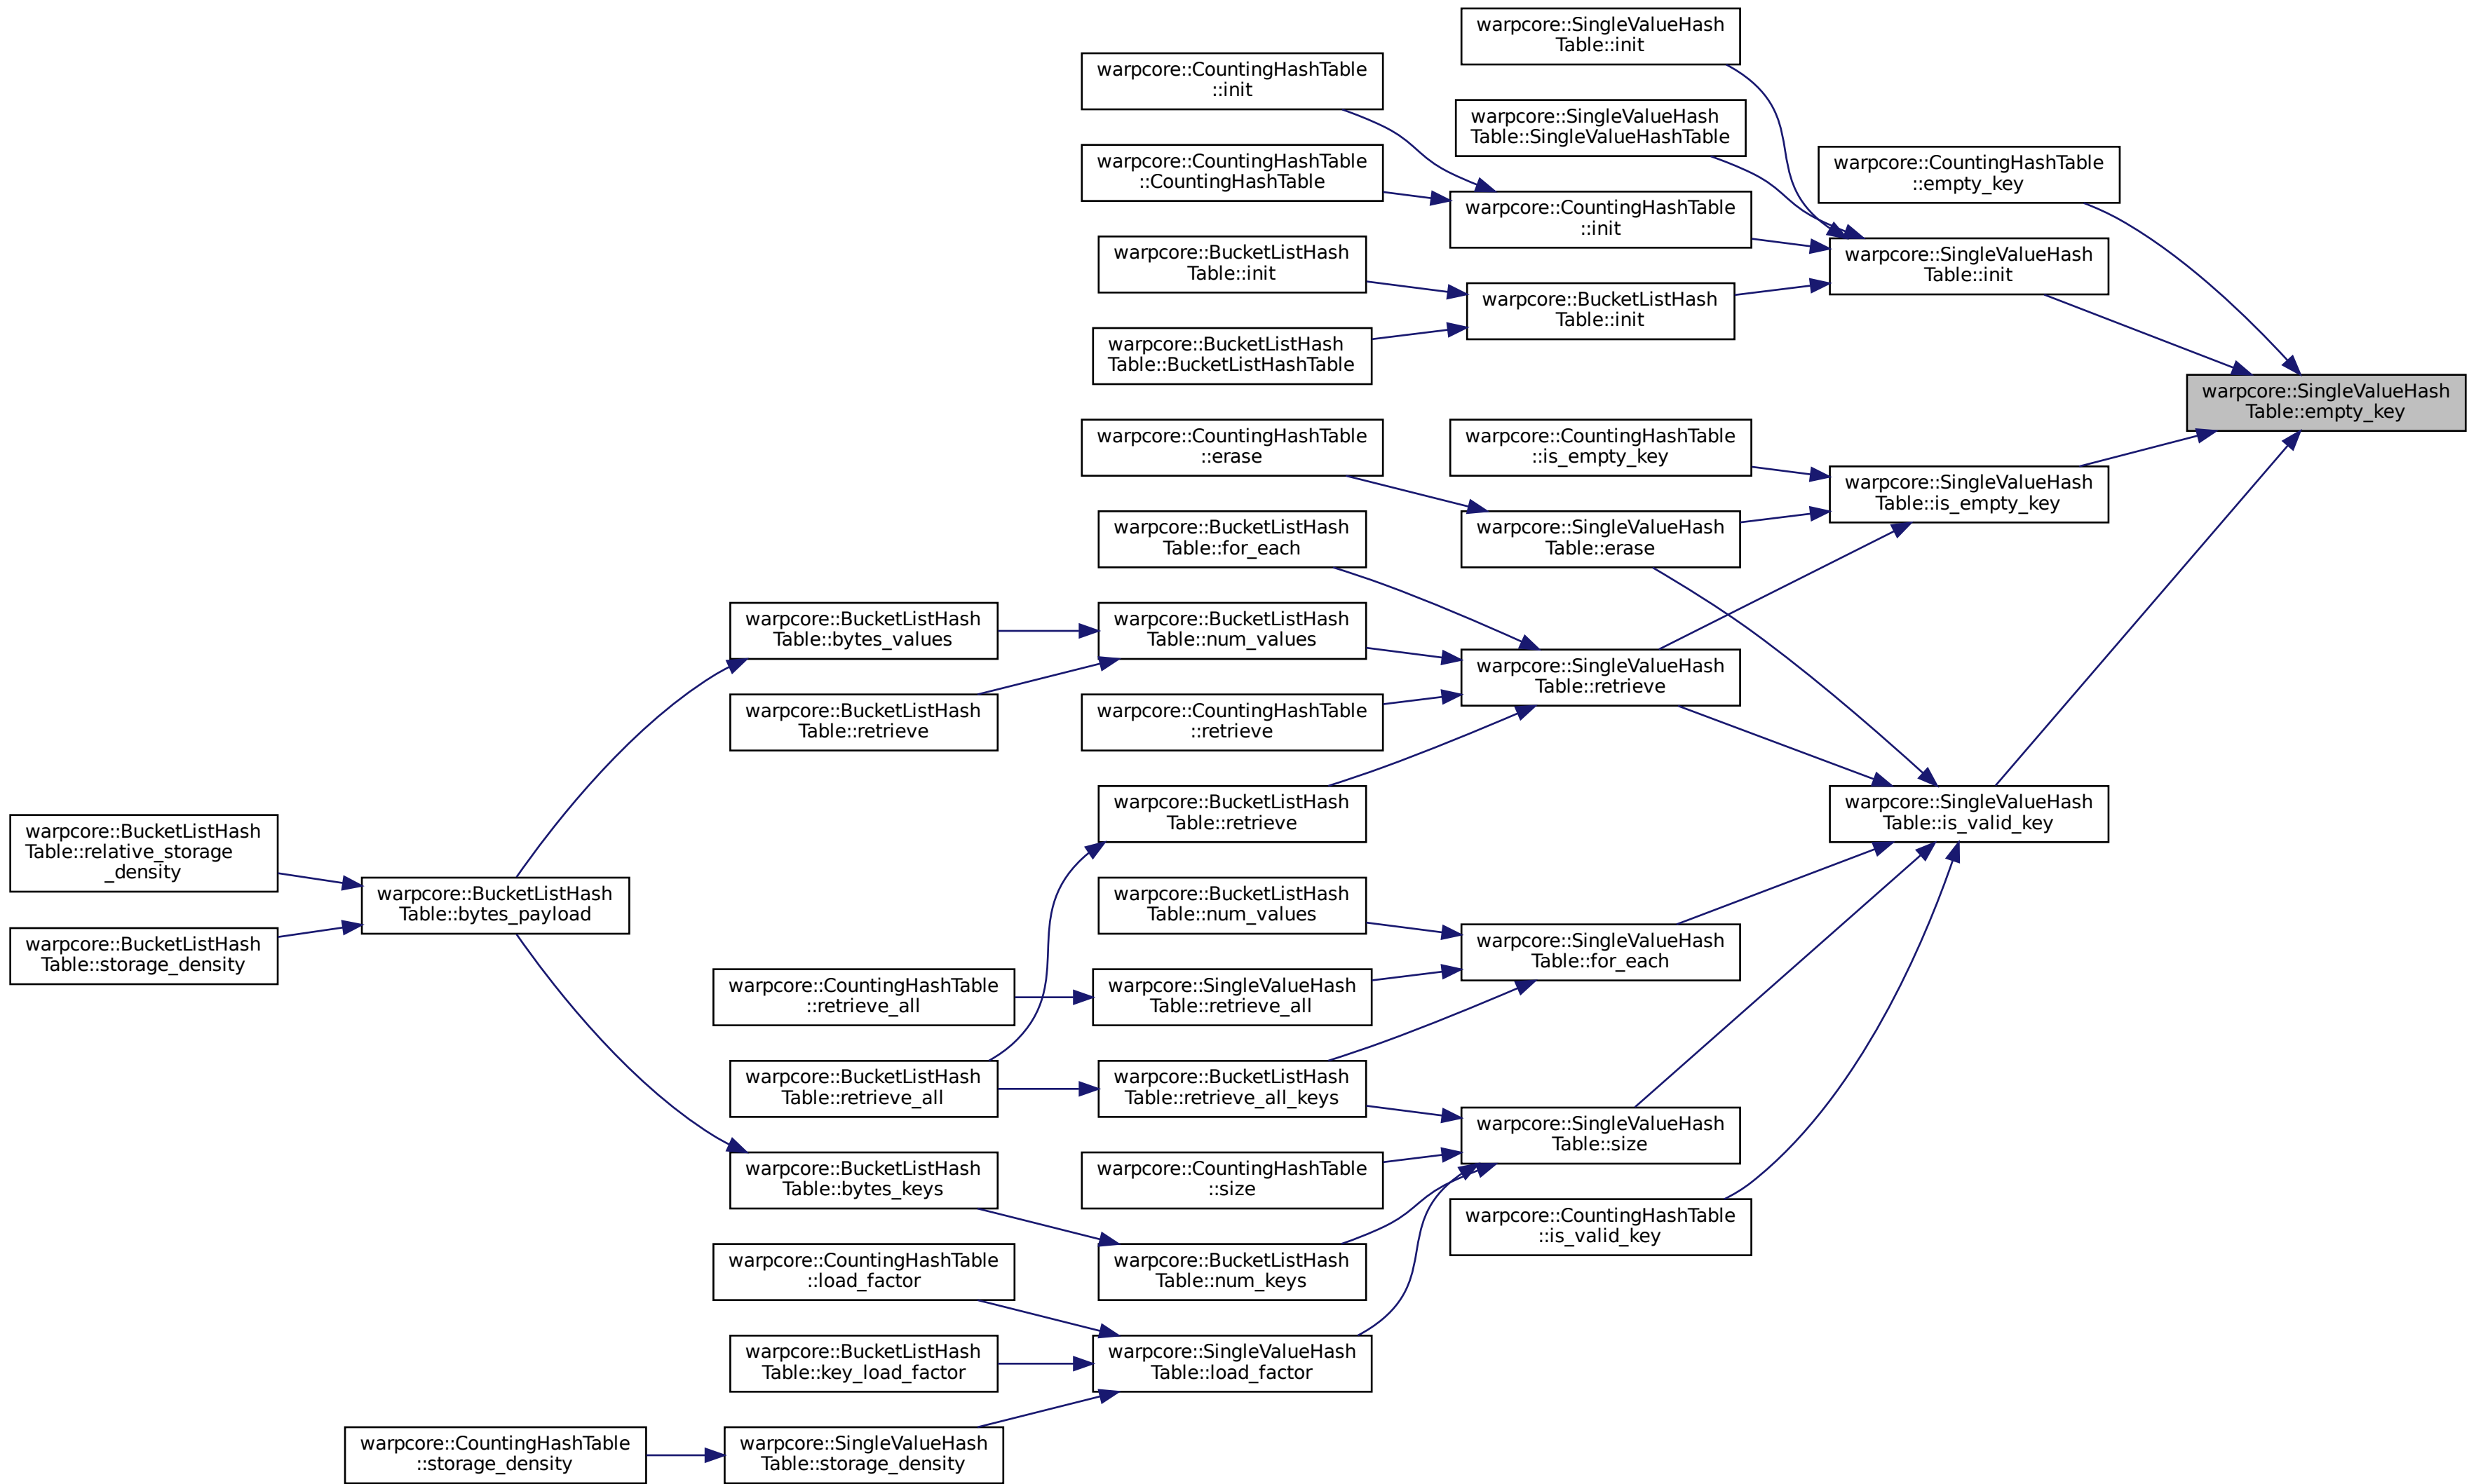 warpcore::SingleValueHash
Table::init
warpcore::CountingHashTable
::init
warpcore::SingleValueHash
Table::SingleValueHashTable
warpcore::CountingHashTable
::CountingHashTable
warpcore::CountingHashTable
::empty_key
warpcore::CountingHashTable
::init
warpcore::BucketListHash
Table::init
warpcore::SingleValueHash
Table::init
warpcore::BucketListHash
Table::init
warpcore::BucketListHash
Table::BucketListHashTable
warpcore::SingleValueHash
Table::empty_key
warpcore::CountingHashTable
::erase
warpcore::CountingHashTable
::is_empty_key
warpcore::SingleValueHash
Table::is_empty_key
warpcore::BucketListHash
Table::for_each
warpcore::SingleValueHash
Table::erase
warpcore::BucketListHash
Table::bytes_values
warpcore::BucketListHash
Table::num_values
warpcore::SingleValueHash
Table::retrieve
warpcore::BucketListHash
Table::retrieve
warpcore::CountingHashTable
::retrieve
warpcore::BucketListHash
Table::retrieve
warpcore::SingleValueHash
Table::is_valid_key
warpcore::BucketListHash
Table::relative_storage
_density
warpcore::BucketListHash
Table::bytes_payload
warpcore::BucketListHash
Table::num_values
warpcore::BucketListHash
Table::storage_density
warpcore::SingleValueHash
Table::for_each
warpcore::CountingHashTable
::retrieve_all
warpcore::SingleValueHash
Table::retrieve_all
warpcore::BucketListHash
Table::retrieve_all
warpcore::BucketListHash
Table::retrieve_all_keys
warpcore::SingleValueHash
Table::size
warpcore::BucketListHash
Table::bytes_keys
warpcore::CountingHashTable
::size
warpcore::CountingHashTable
::is_valid_key
warpcore::CountingHashTable
::load_factor
warpcore::BucketListHash
Table::num_keys
warpcore::BucketListHash
Table::key_load_factor
warpcore::SingleValueHash
Table::load_factor
warpcore::CountingHashTable
::storage_density
warpcore::SingleValueHash
Table::storage_density